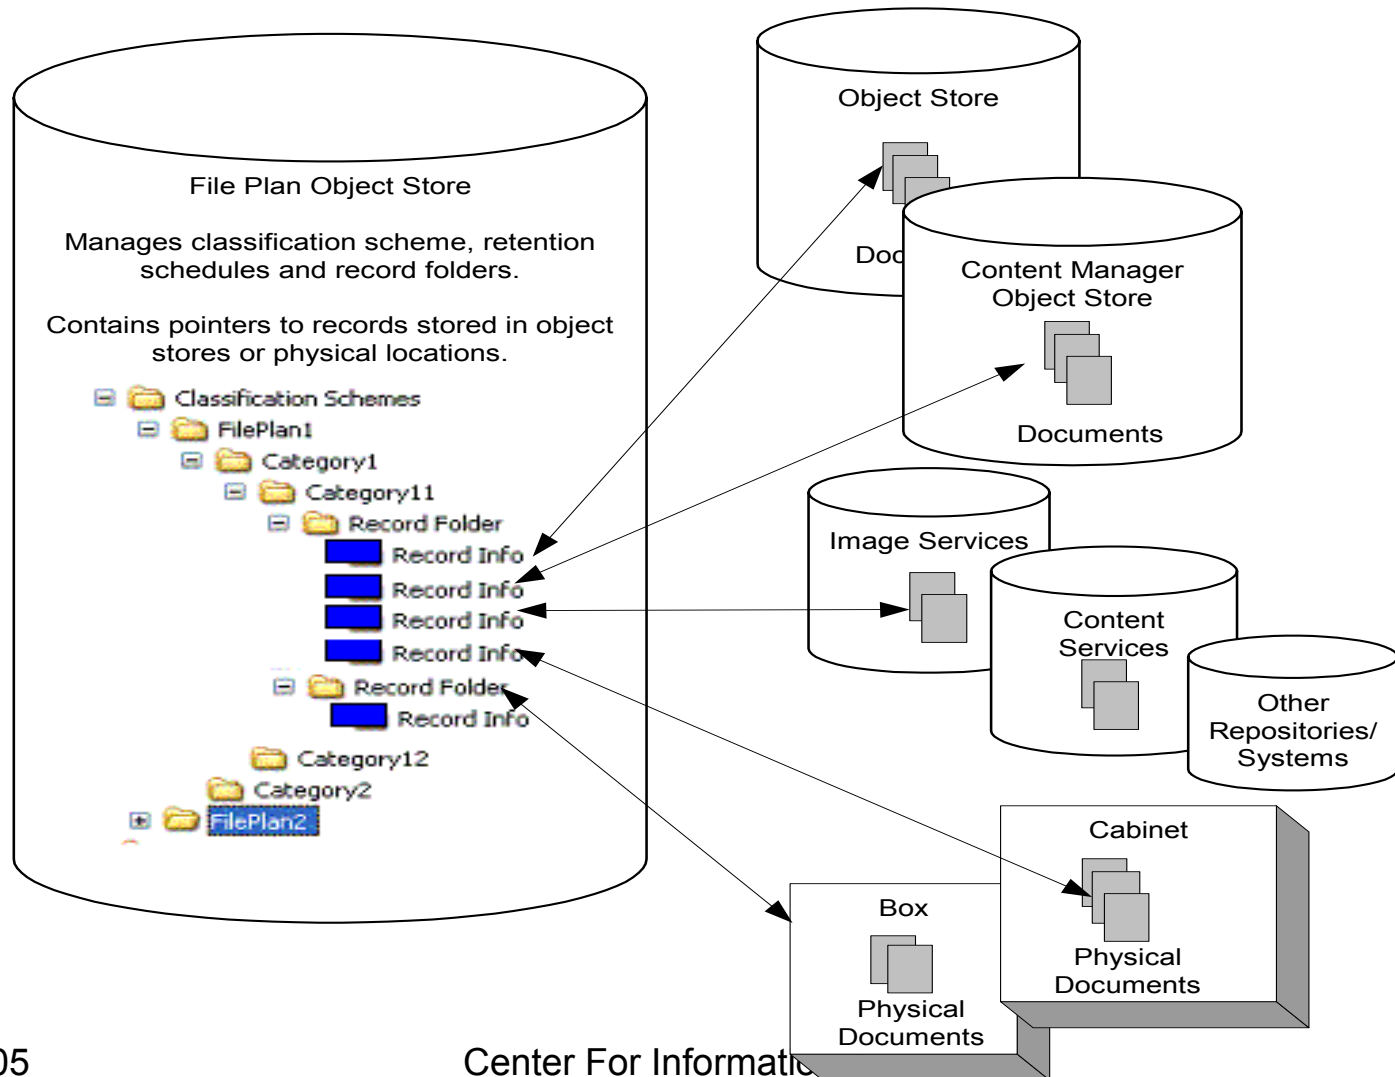 File Plan Object Store
Manages classification scheme, retention
schedules and record folders.
Contains pointers to records stored in object
stores or physical locations.
Classification Schemes
FilePlan1
Category1
Category11
Record Folder
Record Info
Record Info
Record Info
Record Info
Record Folder
Record Info
Category12
Category2
FilePlan2
Object Store
Content Manager
Object Store
Documents
Image Services
Content
Services
Other
Repositories/
Systems
Cabinet
Physical
Documents
Box
Physical
Documents
05
Center For